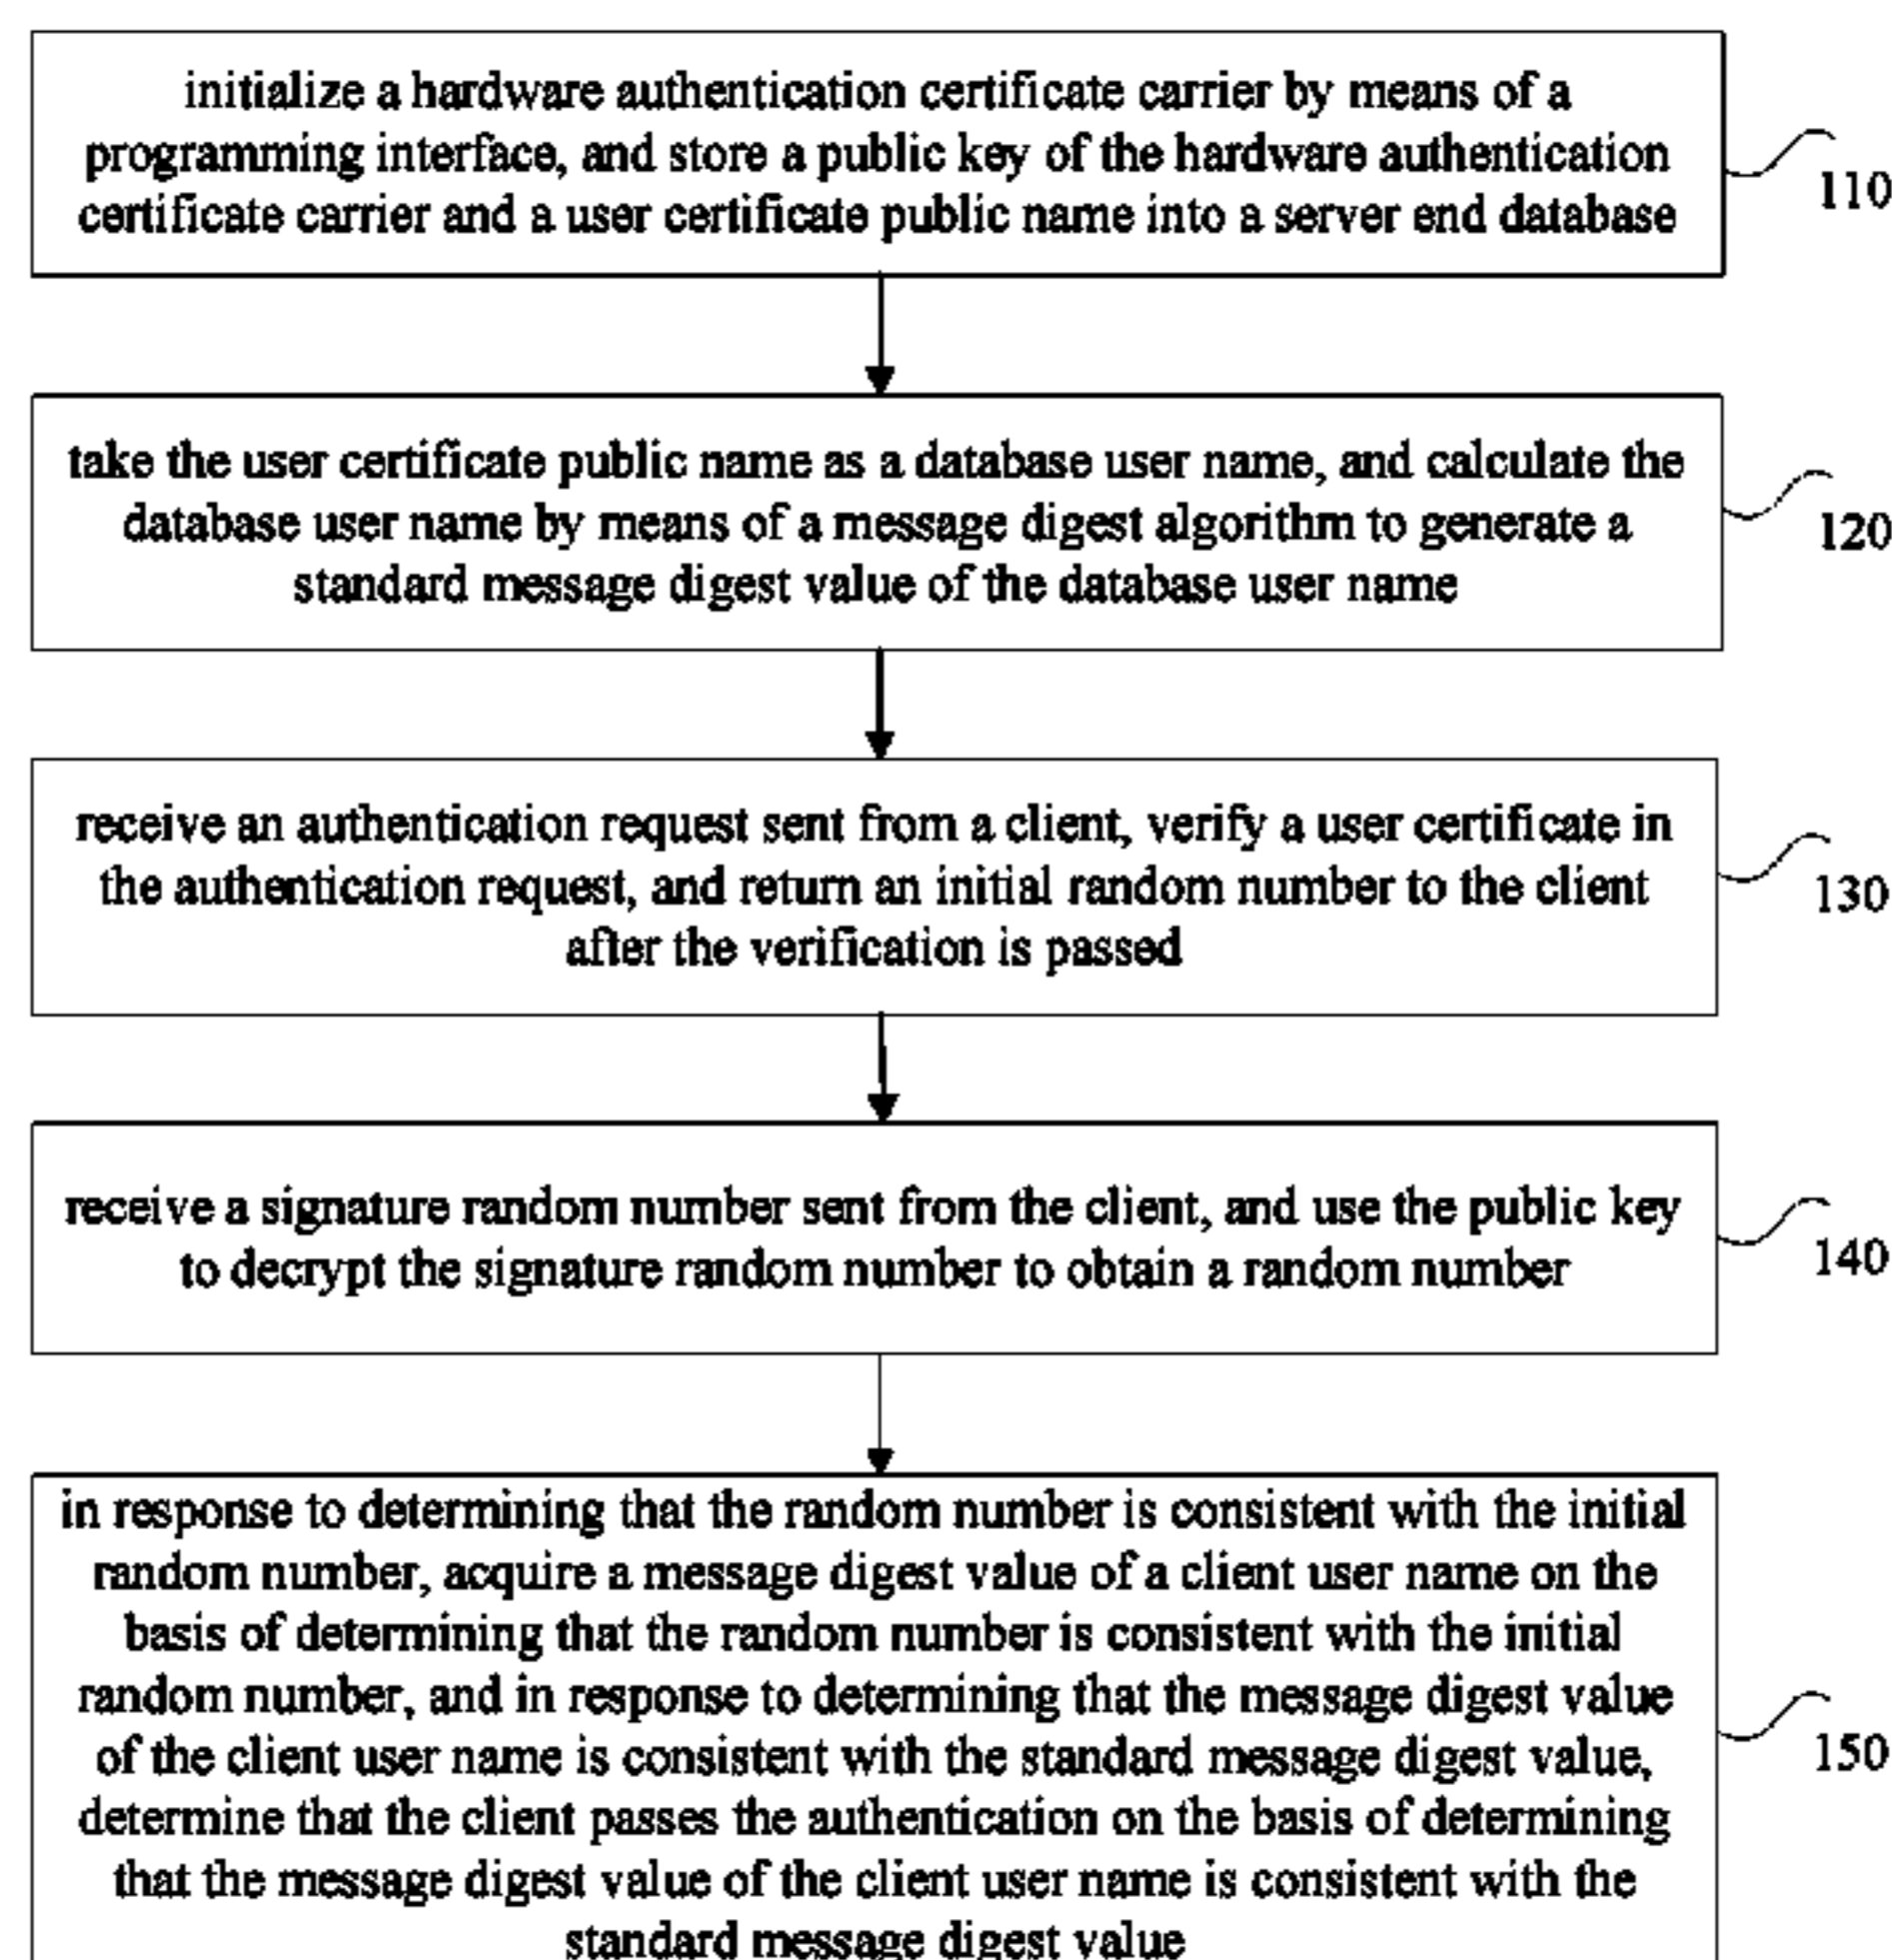 initialize a hardware authentication certificate carrier by means of a
programming interface, and store a public key of the hardware authentication
certificate carrier and a user certificate public name into a server end database
110
take the user certificate public name as a database user name, and calculate the
database user name by means of a message digest algorithm to generate a
standard message digest value of the database user name
120
receive an authentication request sent from a client, verify a user certificate in
the authentication request, and return an initial random number to the client
after the verification is passed
130
receive a signature random number sent from the client, and use the public key
to decrypt the signature random number to obtain a random number
140
in response to determining that the random number is consistent with the initial
random number, acquire a message digest value of a client user name on the
basis of determining that the random number is consistent with the initial
random number, and in response to determining that the message digest value
of the client user name is consistent with the standard message digest value,
determine that the client passes the authentication on the basis of determining
that the message digest value of the client user name is consistent with the
standard message digest value
150